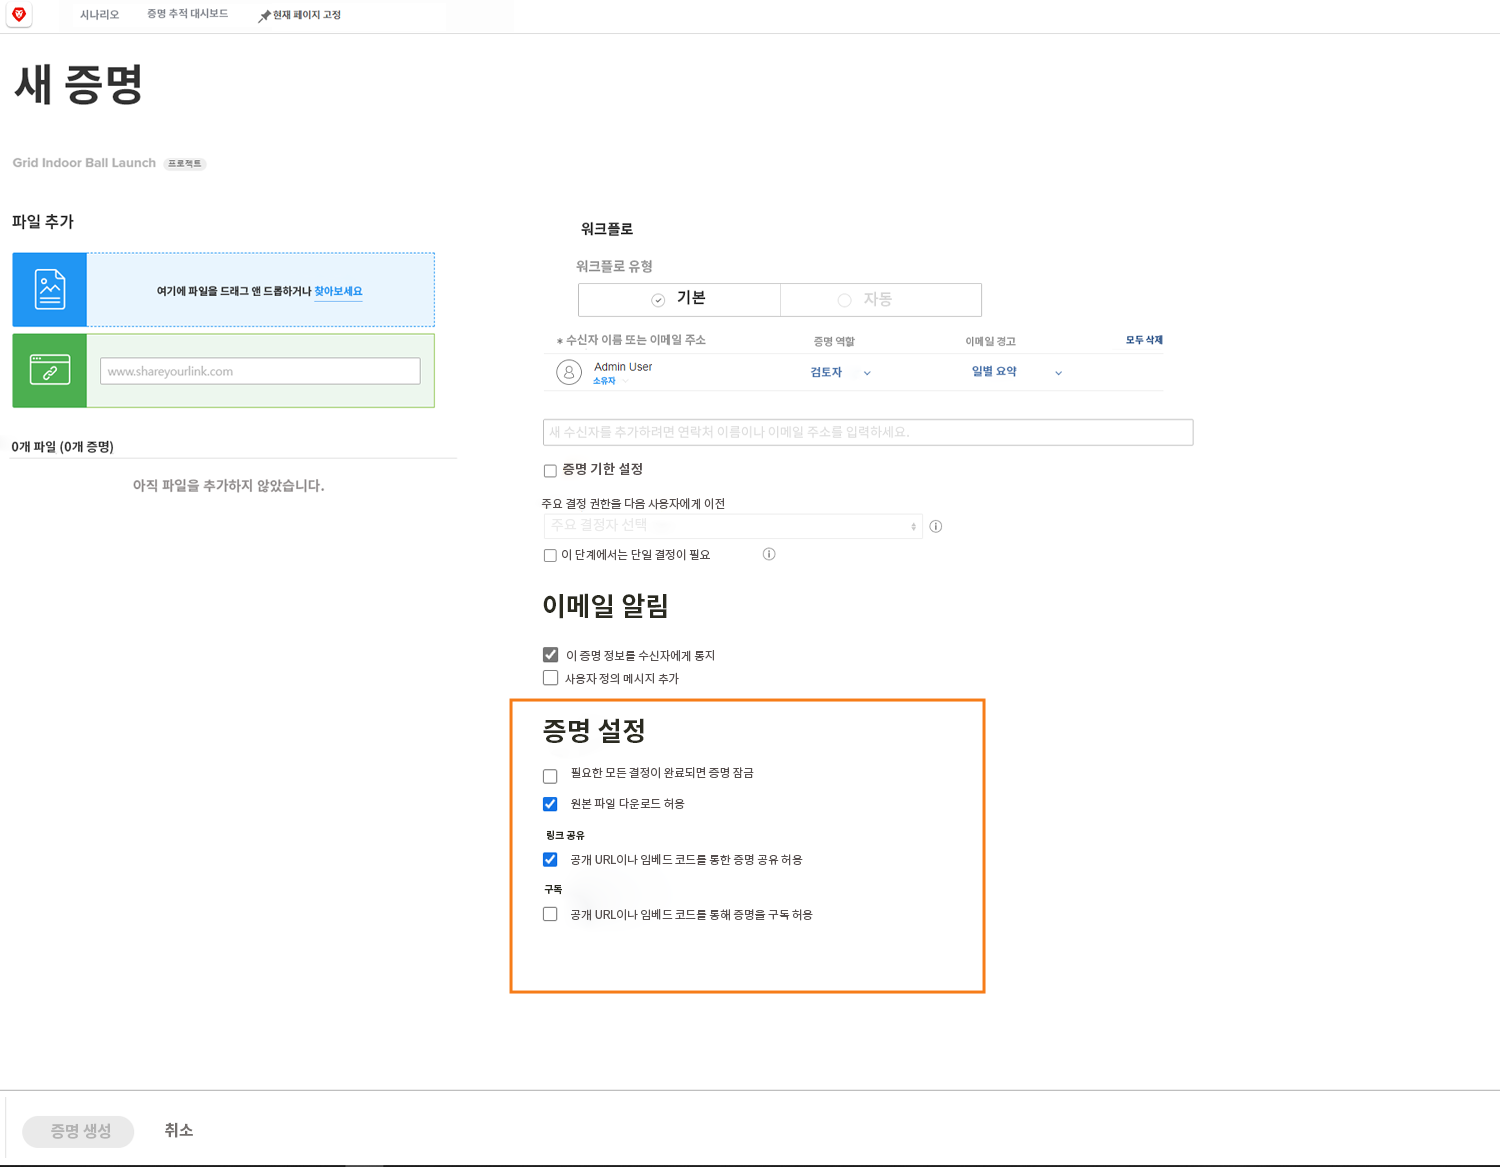 시나리오
증명 추적 대시보드
현재 페이지 고정
새 증명
Grid Indoor Ball Launch 프로젝트
파일 추가
여기에 파일을 드래그 앤 드롭하거나 찾아보세요
www.shareyourlink.com
0개 파일 (0개 증명)
아직 파일을 추가하지 않았습니다.
워크플로
워크플로 유형
기본
자동
* 수신자 이름 또는 이메일 주소
증명 역할
이메일 경고
모두 삭제
Admin User
소유자
검토자
일별 요약
새 수신자를 추가하려면 연락처 이름이나 이메일 주소를 입력하세요.
증명 기한 설정
주요 결정 권한을 다음 사용자에게 이전
주요 결정자 선택
이 단계에서는 단일 결정이 필요
이메일 알림
이 증명 정보를 수신자에게 통지
사용자 정의 메시지 추가
증명 설정
필요한 모든 결정이 완료되면 증명 잠금
원본 파일 다운로드 허용
링크 공유
공개 URL이나 임베드 코드를 통한 증명 공유 허용
구독
공개 URL이나 임베드 코드를 통해 증명을 구독 허용
증명 생성
취소